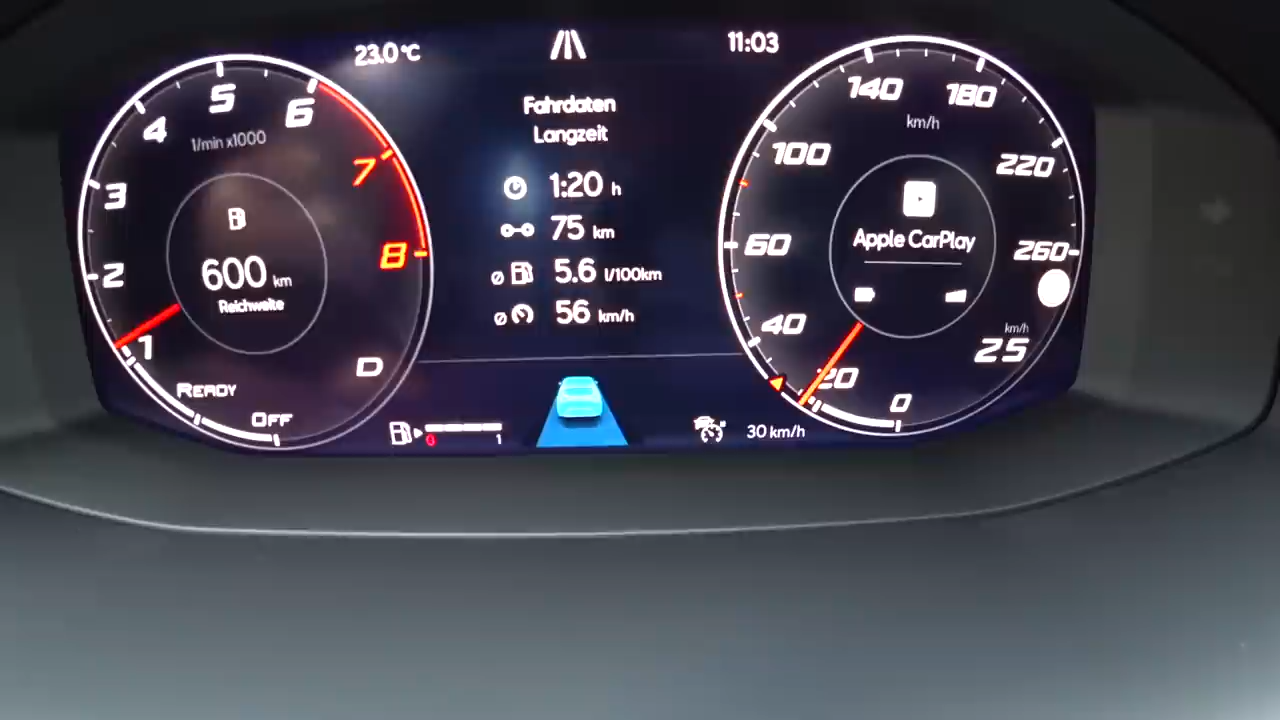 23.0 °C
11:03
Fahrdaten
Langzeit
1:20 h
75 km
ø 5.6 l/100km
ø 56 km/h
1/min x1000
OFF
READY
1
2
3
4
5
6
7
8
600 km
Reichweite
D
0 1
30 km/h
km/h
0
20
40
60
100
140
180
220
260
Apple CarPlay
km/h
25